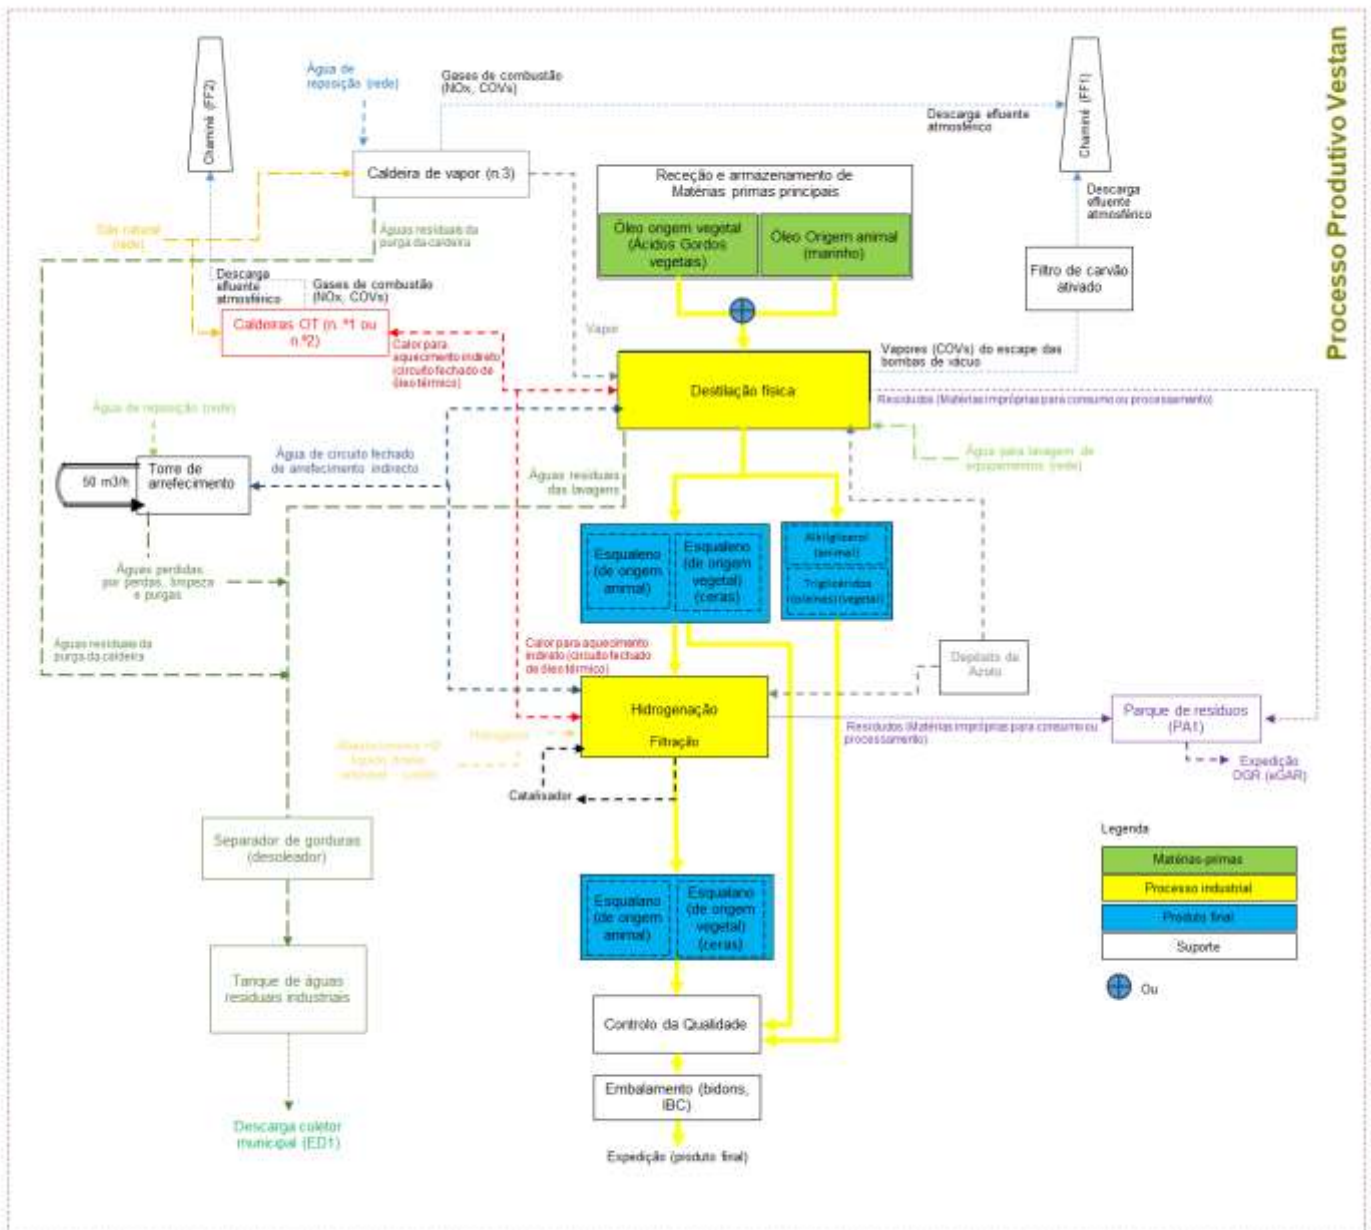 Processo Produtivo Vestan
Chaminé (FF2)
Água de
reposição (rede)
Gases de combustão
(NOx, COVs)
Descarga efluente
atmosférico
Chaminé (FF1)
Caldeira de vapor (n.3)
Receção e armazenamento de
Matérias primas principais
Óleo origem vegetal
(Ácidos Gordos
vegetais)
Óleo Origem animal
(marinho)
Descarga
efluente
atmosférico
Gás natural
(rede)
Águas residuais da
purga da caldeira
Filtro de carvão
ativado
Descarga
efluente
atmosférico
Gases de combustão
(NOx, COVs)
Caldeiras OT (n. º1 ou
n.º2)
Vapor
Calor para
aquecimento indireto
(circuito fechado de
óleo térmico)
Vapores (COVs) do escape das
bombas de vácuo
Destilação física
Resíduos (Matérias impróprias para consumo ou processamento)
Água de reposição (rede)
Água para lavagem de
equipamentos (rede)
Água de circuito fechado
de arrefecimento indirecto
50 m3/h
Torre de
arrefecimento
Águas residuais
das lavagens
Esqualeno
(de origem
animal)
Esqualeno
(de origem
vegetal)
(ceras)
Alkilglicerol
(animal)
Triglicéridos
(vegetal)
Águas perdidas
por perdas, limpeza
e purgas
Águas residuais da
purga da caldeira
Calor para aquecimento
indireto (circuito fechado
de óleo térmico)
Depósito de
Azoto
Hidrogenação
Filtração
Hidrogénio
Resíduos (Matérias impróprias para consumo ou
processamento)
Parque de resíduos
(PA1)
Expedição
OGR (eGAR)
Catalisador
Separador de gorduras
(desoleador)
Legenda
Matérias-primas
Processo industrial
Produto final
Suporte
Ou
Esqualano
(de origem
animal)
Esqualano
(de origem
vegetal)
(ceras)
Tanque de águas
residuais industriais
Controlo da Qualidade
Embalamento (bidons,
IBC)
Descarga coletor
municipal (ED1)
Expedição (produto final)